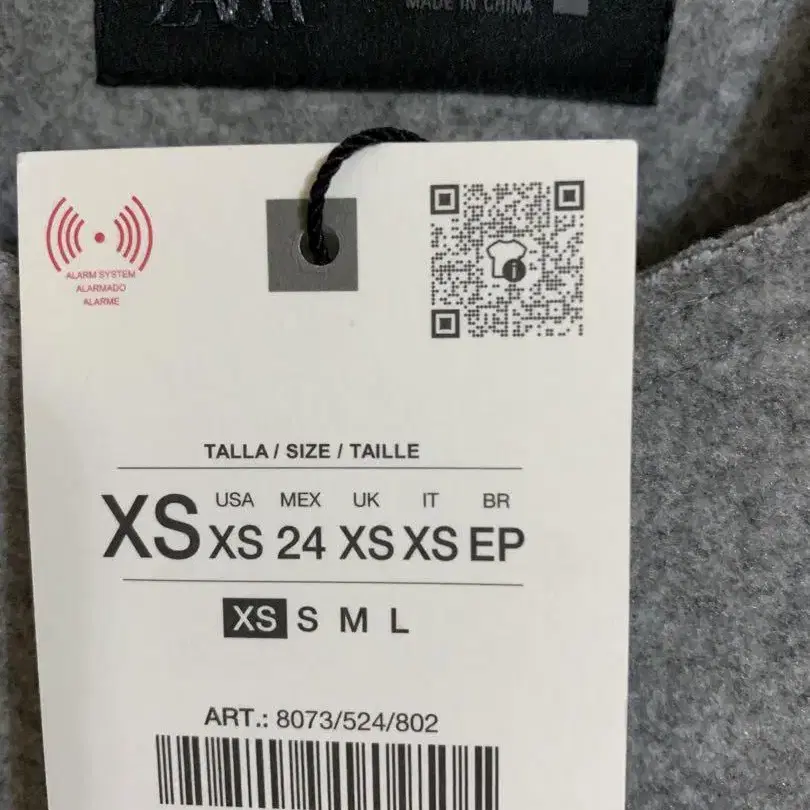 ZARA
MADE IN CHINA
ALARM SYSTEM
ALARMADO
ALARME
TALLA / SIZE / TAILLE
XS USA MEX UK IT BR
XS 24 XS XS EP
XS S M L
ART.: 8073/524/802